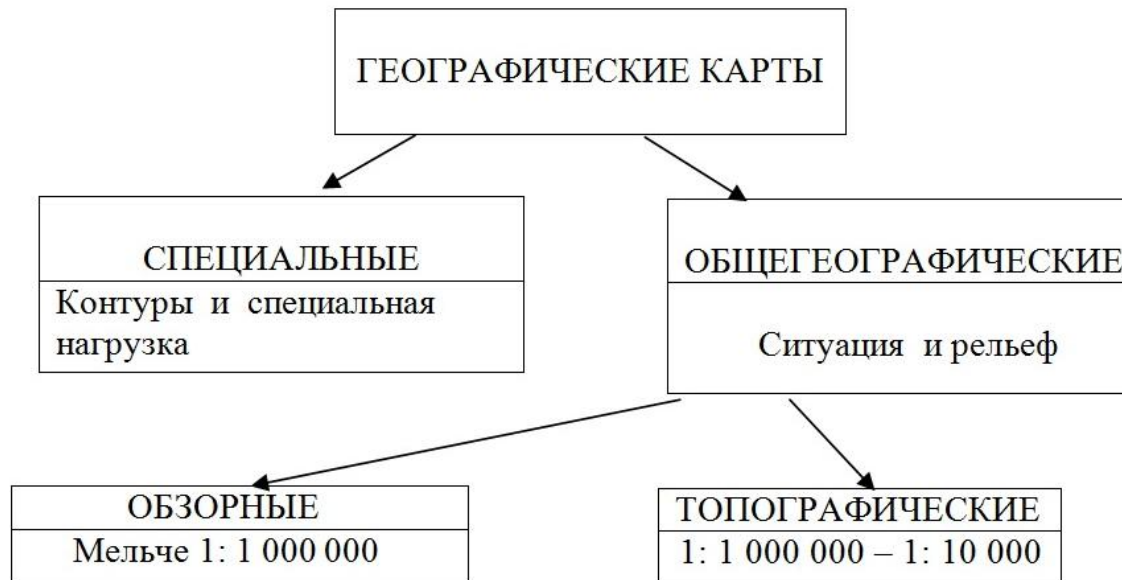 ГЕОГРАФИЧЕСКИЕ КАРТЫ
СПЕЦИАЛЬНЫЕ
Контуры и специальная
нагрузка
ОБЩЕГЕОГРАФИЧЕСКИЕ
Ситуация и рельеф
ОБЗОРНЫЕ
Мельче 1: 1 000 000
ТОПОГРАФИЧЕСКИЕ
1: 1 000 000 – 1: 10 000